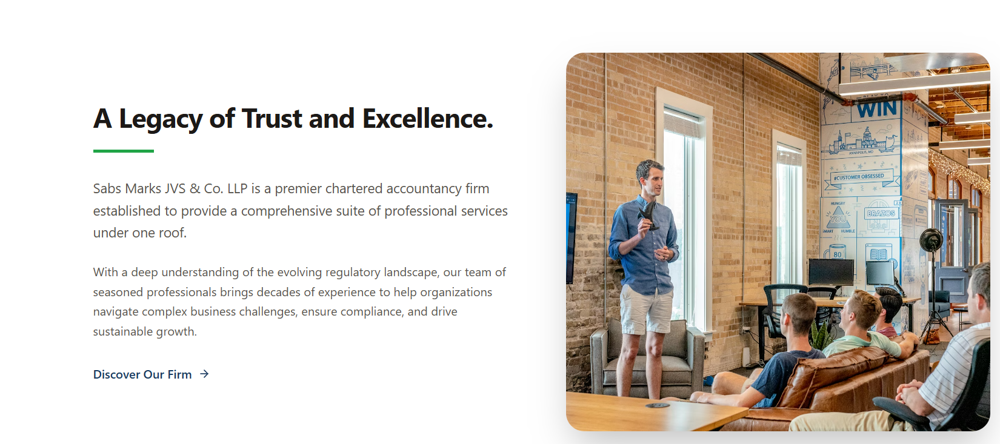 A Legacy of Trust and Excellence.
Sabs Marks JVS & Co. LLP is a premier chartered accountancy firm
established to provide a comprehensive suite of professional services
under one roof.
With a deep understanding of the evolving regulatory landscape, our team of
seasoned professionals brings decades of experience to help organizations
navigate complex business challenges, ensure compliance, and drive
sustainable growth.
Discover Our Firm →
PLAY TO
WIN
ANNAPOLIS, MD
#CUSTOMER OBSESSED
HUNGRY
YOU
HUMBLE
BRAZOS
80